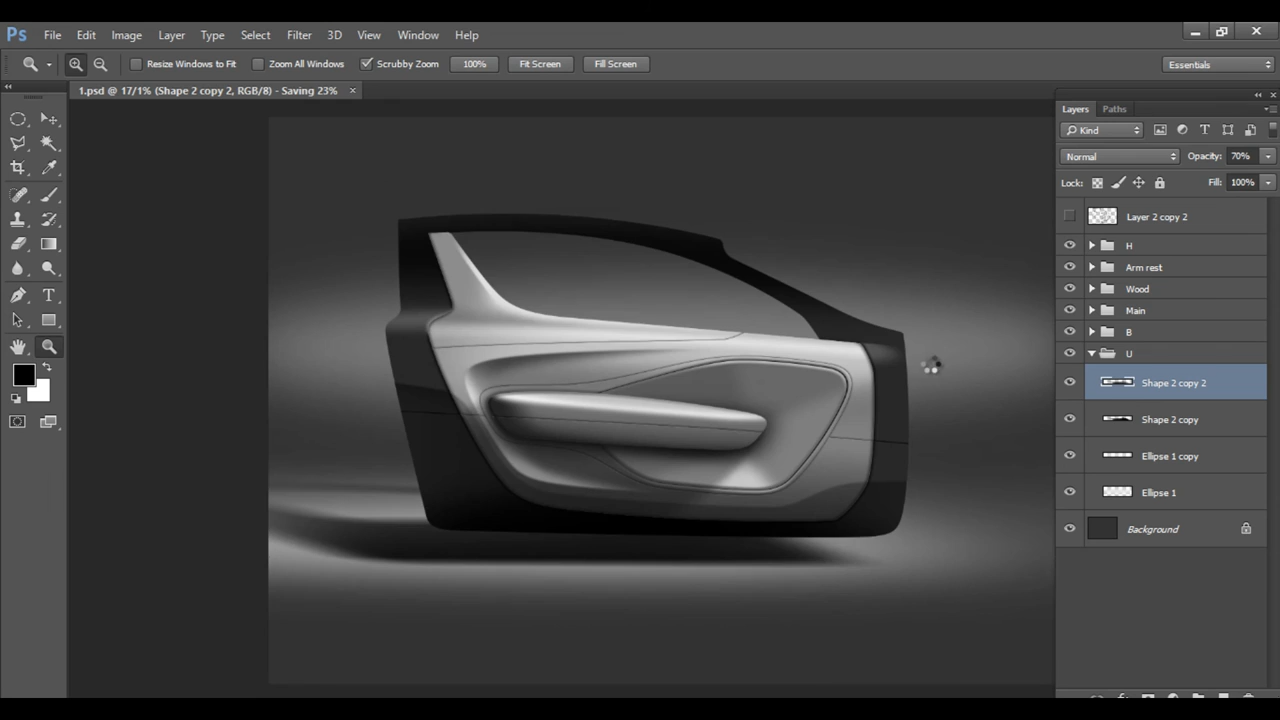 Ps File Edit Image Layer Type Select Filter 3D View Window Help
Resize Windows to Fit Zoom All Windows Scrubby Zoom 100% Fit Screen Fill Screen Essentials
1.psd @ 17/1% (Shape 2 copy 2, RGB/8) - Saving 23%
Layers Paths
Kind
Normal Opacity: 70%
Lock: Fill: 100%
Layer 2 copy 2
H
Arm rest
Wood
Main
B
U
Shape 2 copy 2
Shape 2 copy
Ellipse 1 copy
Ellipse 1
Background